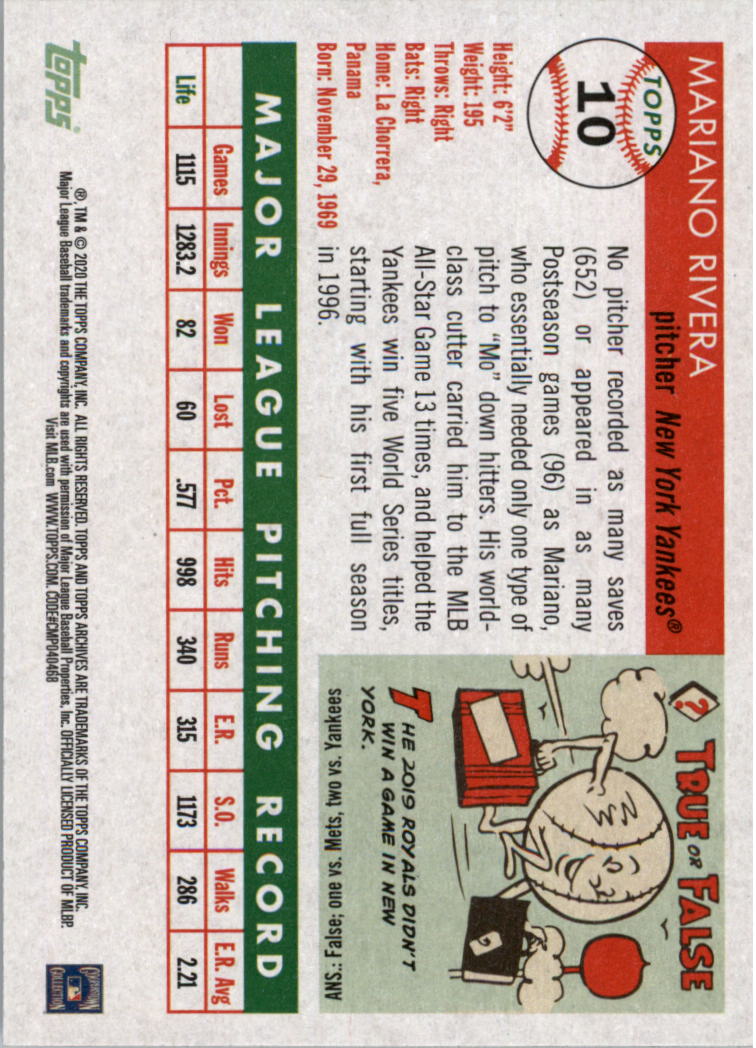 MARIANO RIVERA
pitcher New York Yankees®
TOPPS
10
Height: 6'2"
Weight: 195
Throws: Right
Bats: Right
Home: La Chorrera,
Panama
Born: November 29, 1969
No pitcher recorded as many saves
(652) or appeared in as many
Postseason games (96) as Mariano,
who essentially needed only one type of
pitch to “Mo” down hitters. His world-
class cutter carried him to the MLB
All-Star Game 13 times, and helped the
Yankees win five World Series titles,
starting with his first full season
in 1996.
? TRUE OR FALSE
THE 2019 ROYALS DIDN'T
WIN A GAME IN NEW
YORK.
ANS.: False; one vs. Mets, two vs. Yankees
MAJOR LEAGUE PITCHING RECORD
Games Innings Won Lost Pct. Hits Runs E.R. S.O. Walks E.R. Avg
Life 1115 1283.2 82 60 .577 998 340 315 1173 286 2.21
topps®
®, TM & © 2020 THE TOPPS COMPANY, INC. ALL RIGHTS RESERVED. TOPPS AND TOPPS ARCHIVES ARE TRADEMARKS OF THE TOPPS COMPANY, INC.
Major League Baseball trademarks and copyrights are used with permission of Major League Baseball Properties, Inc. OFFICIALLY LICENSED PRODUCT OF MLBP.
Visit MLB.com WWW.TOPPS.COM. CODE#CMP040468
COOPERSTOWN
COLLECTION